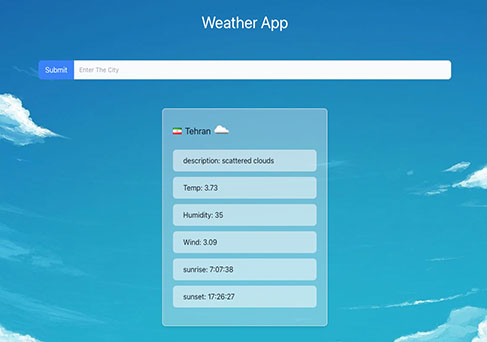 Weather App
Submit Enter The City
Tehran
description: scattered clouds
Temp: 3.73
Humidity: 35
Wind: 3.09
sunrise: 7:07:38
sunset: 17:26:27